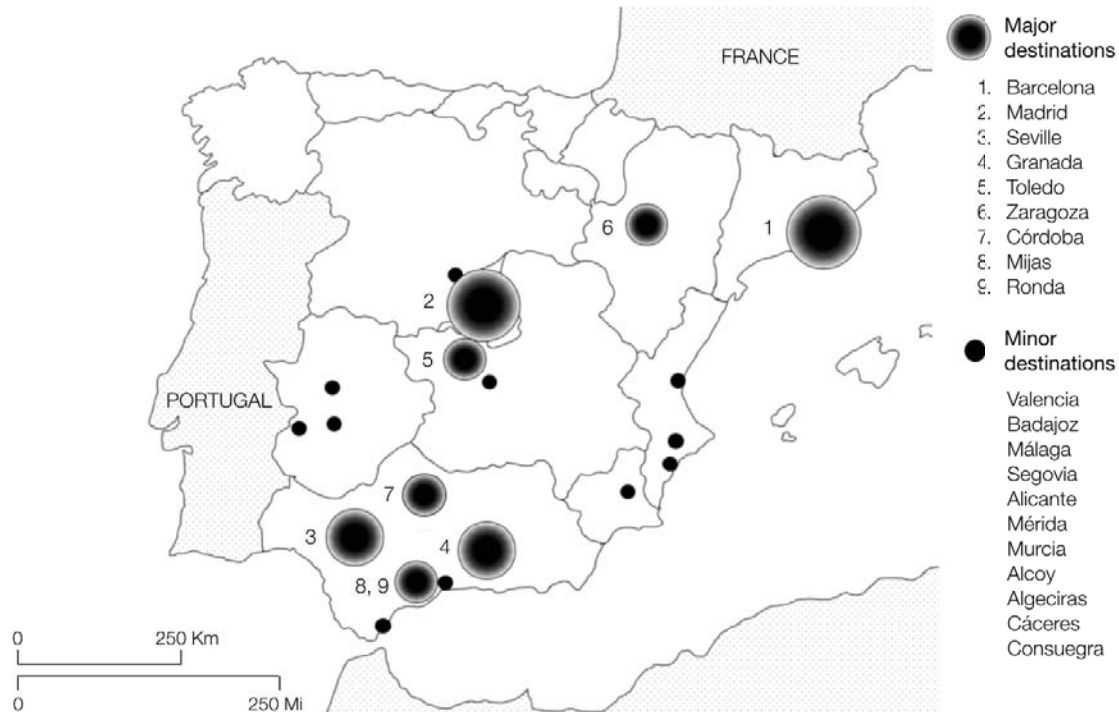 FRANCE
PORTUGAL
1
2
3
4
5
6
7
8, 9
0 250 Km
0 250 Mi
Major
destinations
1. Barcelona
2. Madrid
3. Seville
4. Granada
5. Toledo
6. Zaragoza
7. Córdoba
8. Mijas
9. Ronda
Minor
destinations
Valencia
Badajoz
Málaga
Segovia
Alicante
Mérida
Murcia
Alcoy
Algeciras
Cáceres
Consuegra